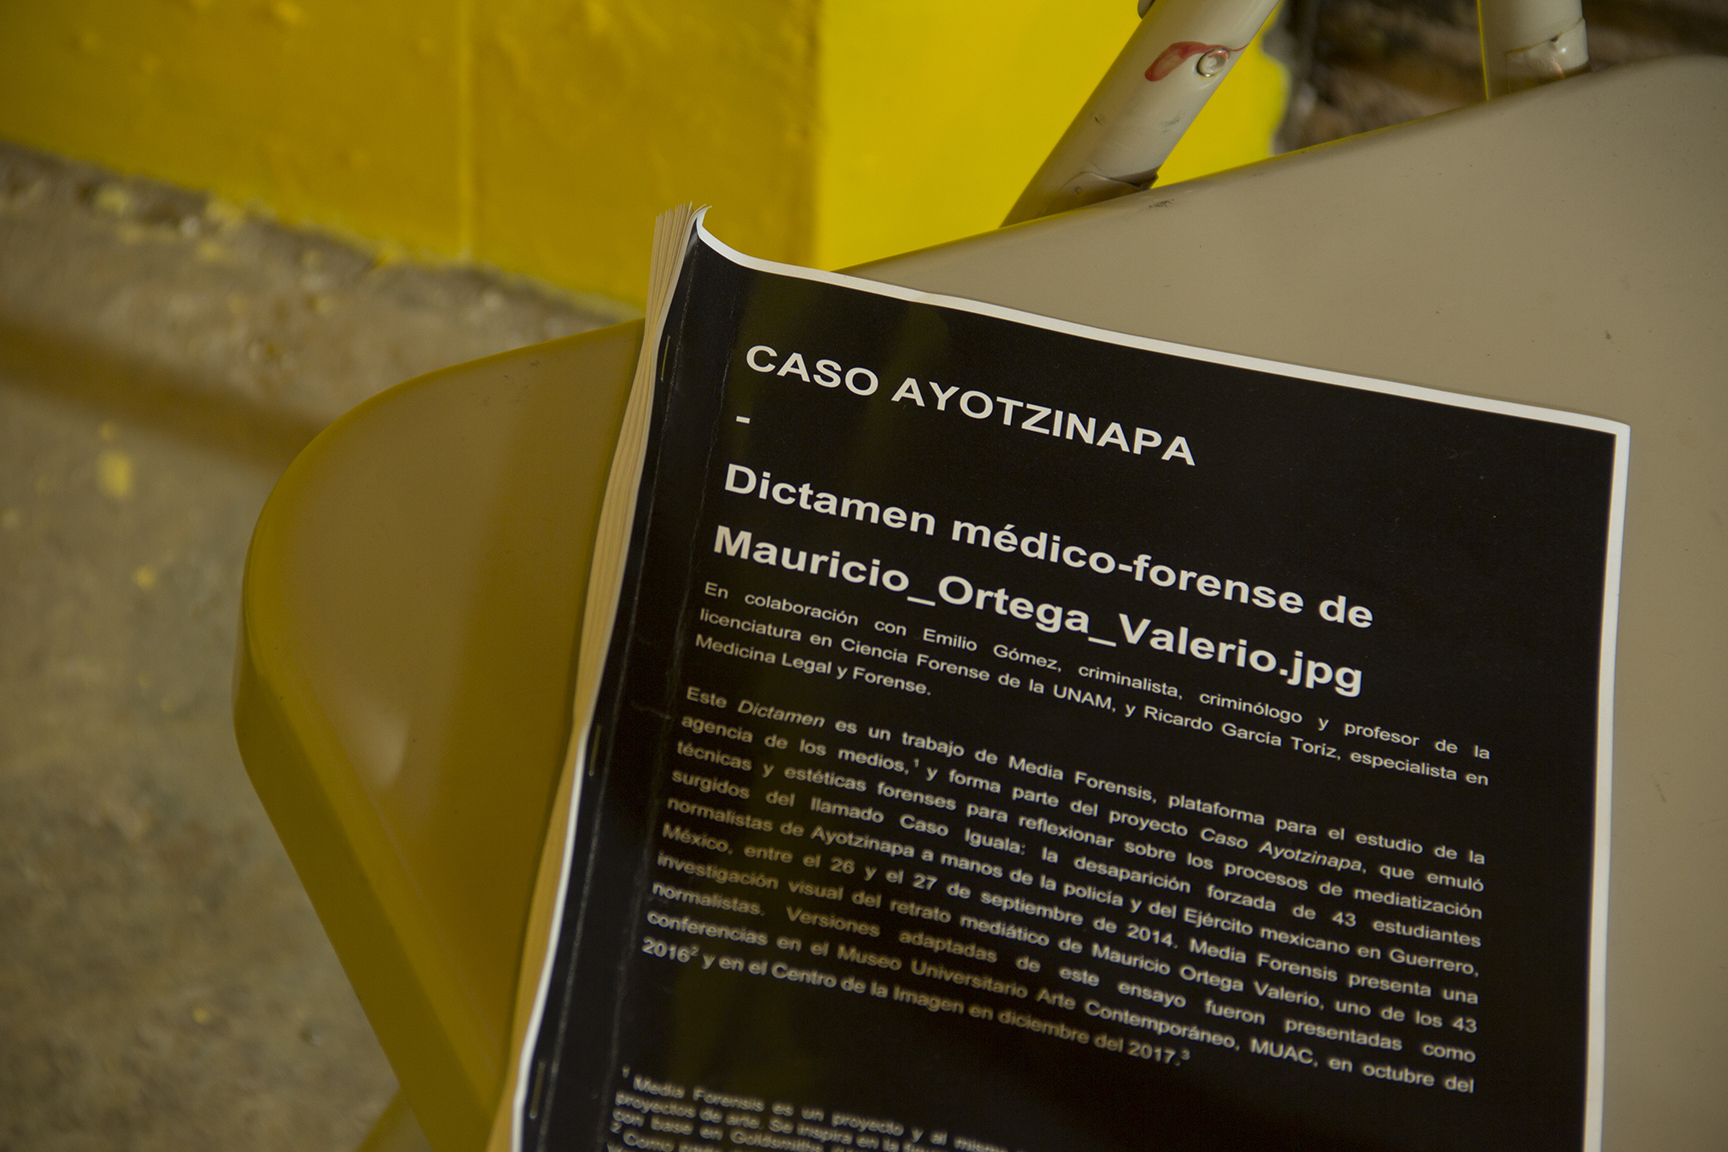 CASO AYOTZINAPA
-
Dictamen médico-forense de
Mauricio_Ortega_Valerio.jpg
En colaboración con Emilio Gómez, criminalista, criminólogo y profesor de la
licenciatura en Ciencia Forense de la UNAM, y Ricardo García Toríz, especialista en
Medicina Legal y Forense.
Este Dictamen es un trabajo de Media Forensis, plataforma para el estudio de la
agencia de los medios,¹ y forma parte del proyecto Caso Ayotzinapa, que emuló
técnicas y estéticas forenses para reflexionar sobre los procesos de mediatización
surgidos del llamado Caso Iguala: la desaparición forzada de 43 estudiantes
normalistas de Ayotzinapa a manos de la policía y del Ejército mexicano en Guerrero,
México, entre el 26 y el 27 de septiembre de 2014. Media Forensis presenta una
investigación visual del retrato mediático de Mauricio Ortega Valerio, uno de los 43
normalistas. Versiones adaptadas de este ensayo fueron presentadas como
conferencias en el Museo Universitario Arte Contemporáneo, MUAC, en octubre del
2016² y en el Centro de la Imagen en diciembre del 2017.³
¹ Media Forensis es un proyecto y al
proyectos de arte. Se inspira en la
con base en Goldsmiths
² Como